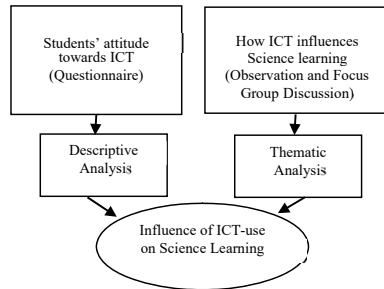 Students' attitude
towards ICT
(Questionnaire)
How ICT influences
Science learning
(Observation and Focus
Group Discussion)
Descriptive
Analysis
Thematic
Analysis
Influence of ICT-use
on Science Learning